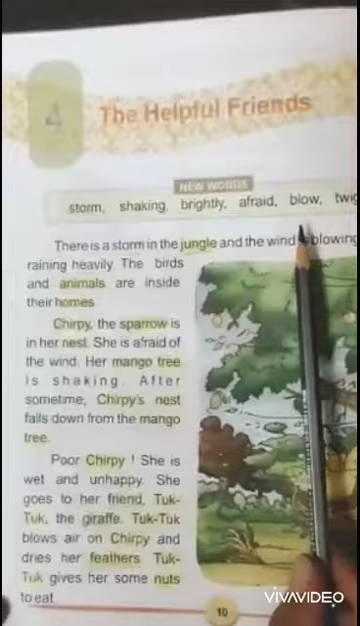 4
The Helpful Friends
NEW WORDS
storm, shaking, brightly, afraid, blow,
There is a storm in the jungle and the wind blowing
raining heavily. The birds
and animals are inside
their homes
Chirpy, the sparrow is
in her nest. She is afraid of
the wind. Her mango tree
is shaking. After
sometime, Chirpy's nest
falls down from the mango
tree.
Poor Chirpy ! She is
wet and unhappy. She
goes to her friend, Tuk-
Tuk, the giraffe. Tuk-Tuk
blows air on Chirpy and
dries her feathers. Tuk-
Tuk gives her some nuts
to eat.
10
VIVAVIDEO